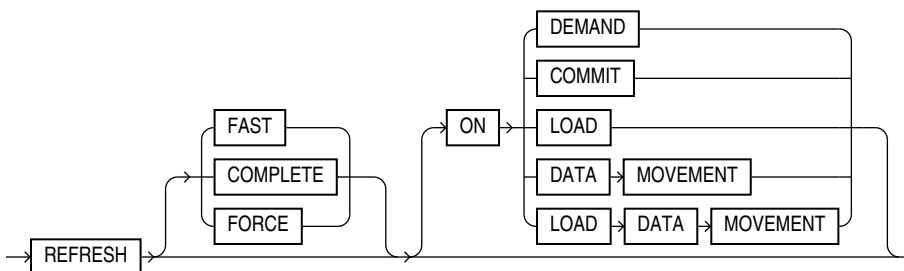 DEMAND
COMMIT
FAST ON LOAD
COMPLETE DATA MOVEMENT
FORCE LOAD DATA MOVEMENT
REFRESH